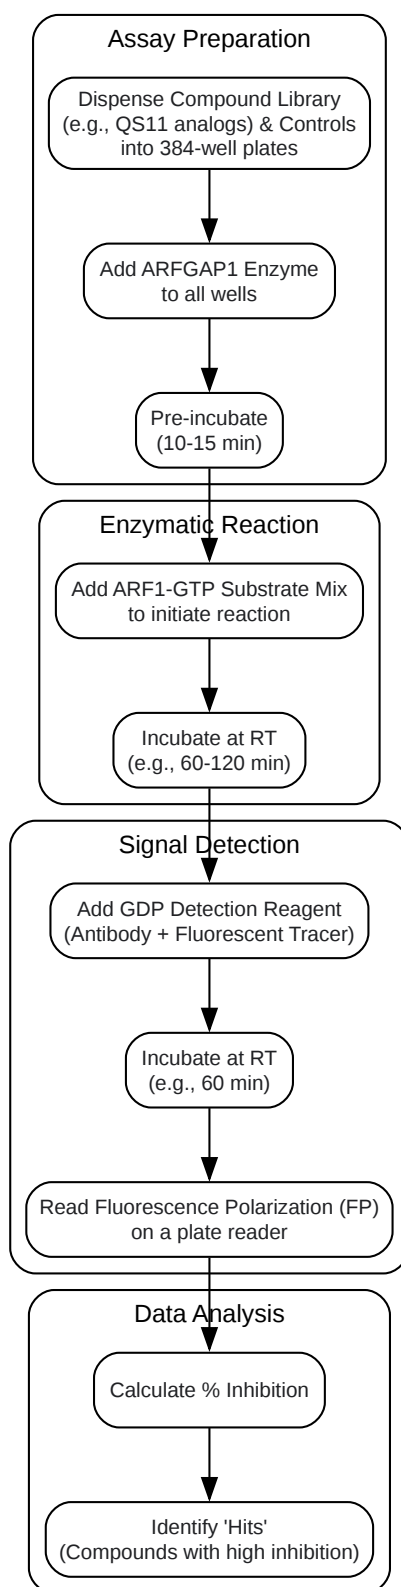 Assay Preparation
Dispense Compound Library
(e.g., QS11 analogs) & Controls
into 384-well plates
Add ARFGAP1 Enzyme
to all wells
Pre-incubate
(10-15 min)
Enzymatic Reaction
Add ARF1-GTP Substrate Mix
to initiate reaction
Incubate at RT
(e.g., 60-120 min)
Signal Detection
Add GDP Detection Reagent
(Antibody + Fluorescent Tracer)
Incubate at RT
(e.g., 60 min)
Read Fluorescence Polarization (FP)
on a plate reader
Data Analysis
Calculate % Inhibition
Identify 'Hits'
(Compounds with high inhibition)